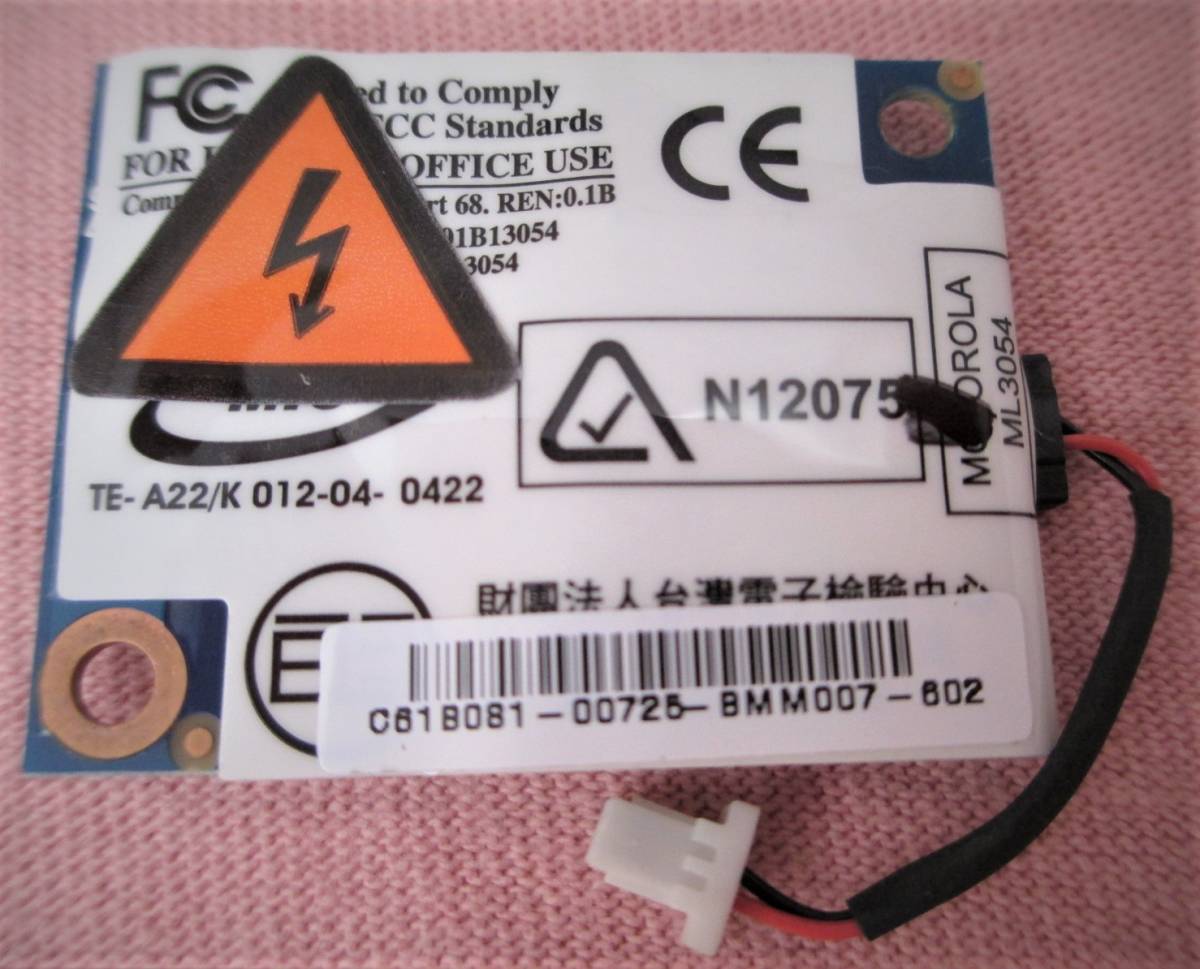 FC
ed to Comply
FCC Standards
FOR OFFICE USE
rt 68. REN:0.1B
01B13054
3054
CE
N12075
MOTOROLA
ML3054
TE- A22/K 012-04- 0422
財團法人台灣電子檢驗中心
C61B081-00725-BMM007-602